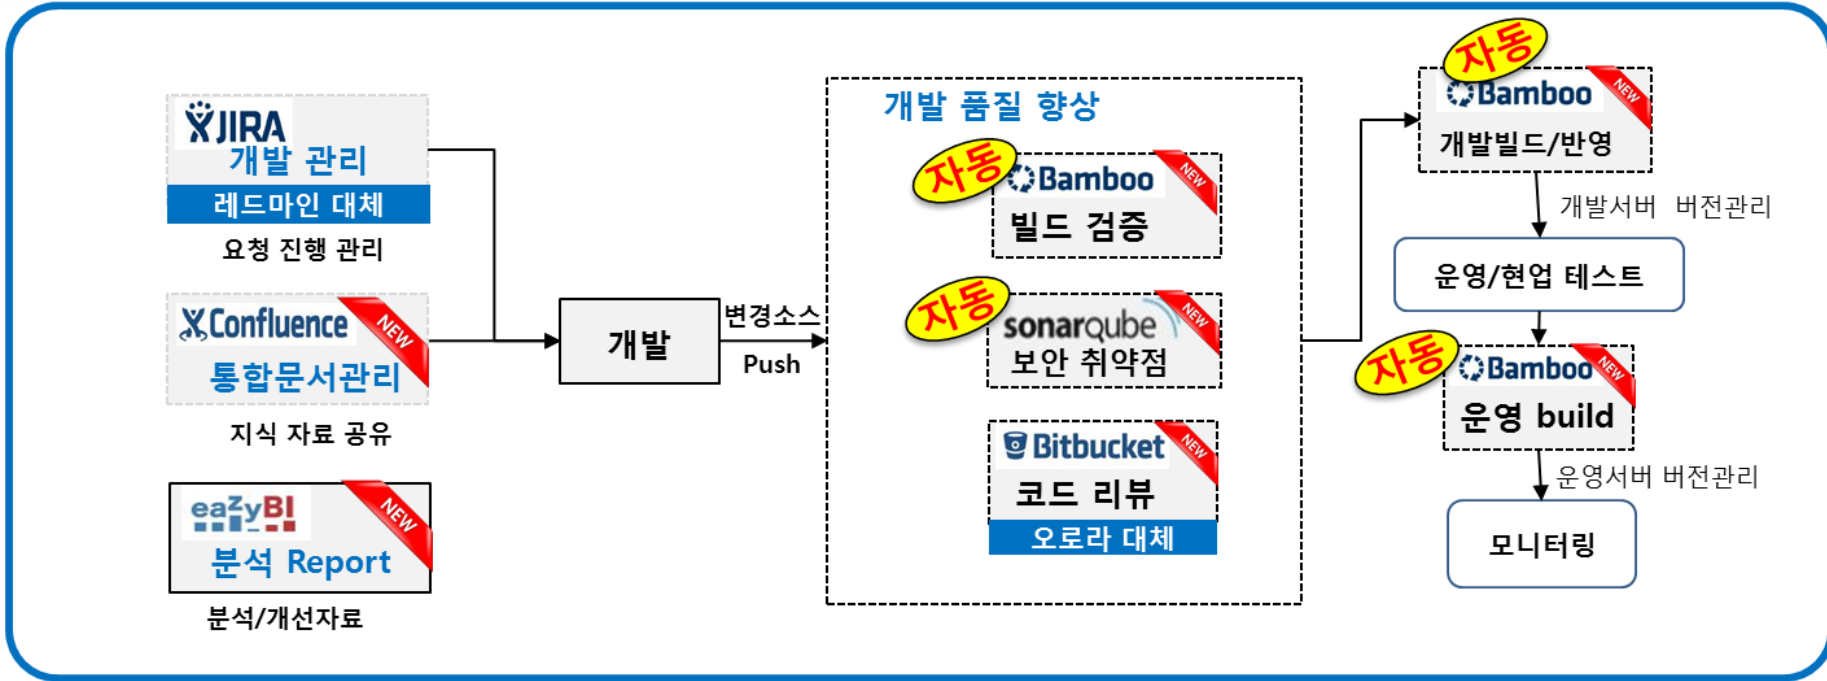 JIRA
개발 관리
레드마인 대체
요청 진행 관리
Confluence
NEW
통합문서관리
지식 자료 공유
eazyBI
NEW
분석 Report
분석/개선자료
개발
변경소스
Push
개발 품질 향상
자동
Bamboo
NEW
빌드 검증
자동
sonarqube
NEW
보안 취약점
Bitbucket
NEW
코드 리뷰
오로라 대체
자동
Bamboo
NEW
개발빌드/반영
개발서버 버전관리
운영/현업 테스트
자동
Bamboo
NEW
운영 build
운영서버 버전관리
모니터링